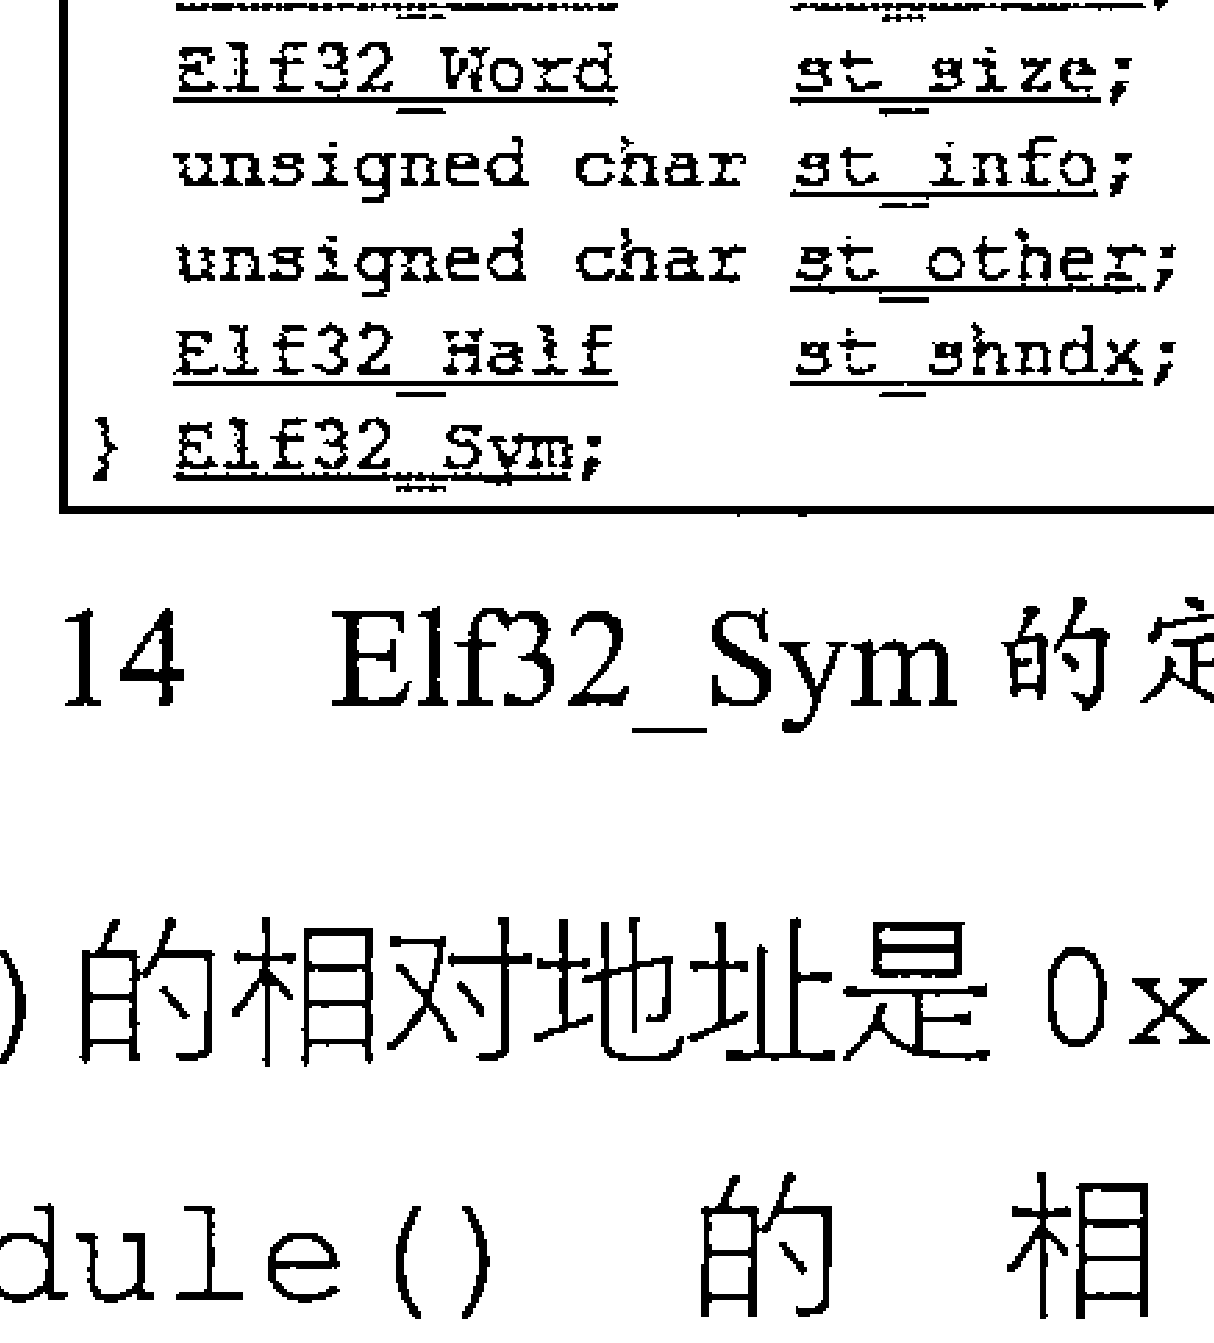 Elf32_Word st_size;
unsigned char st_info;
unsigned char st_other;
Elf32_Half st_shndx;
} Elf32_Sym;
14 Elf32_Sym 的定
) 的相对地址是 0x
dule() 的 相